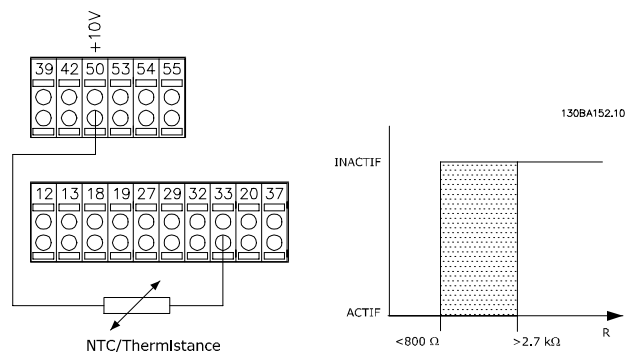 +10V
39 42 50 53 54 55
130BA152.10
INACTIF
12 13 18 19 27 29 32 33 20 37
ACTIF
<800 Ω >2.7 kΩ
R
NTC/Thermistance